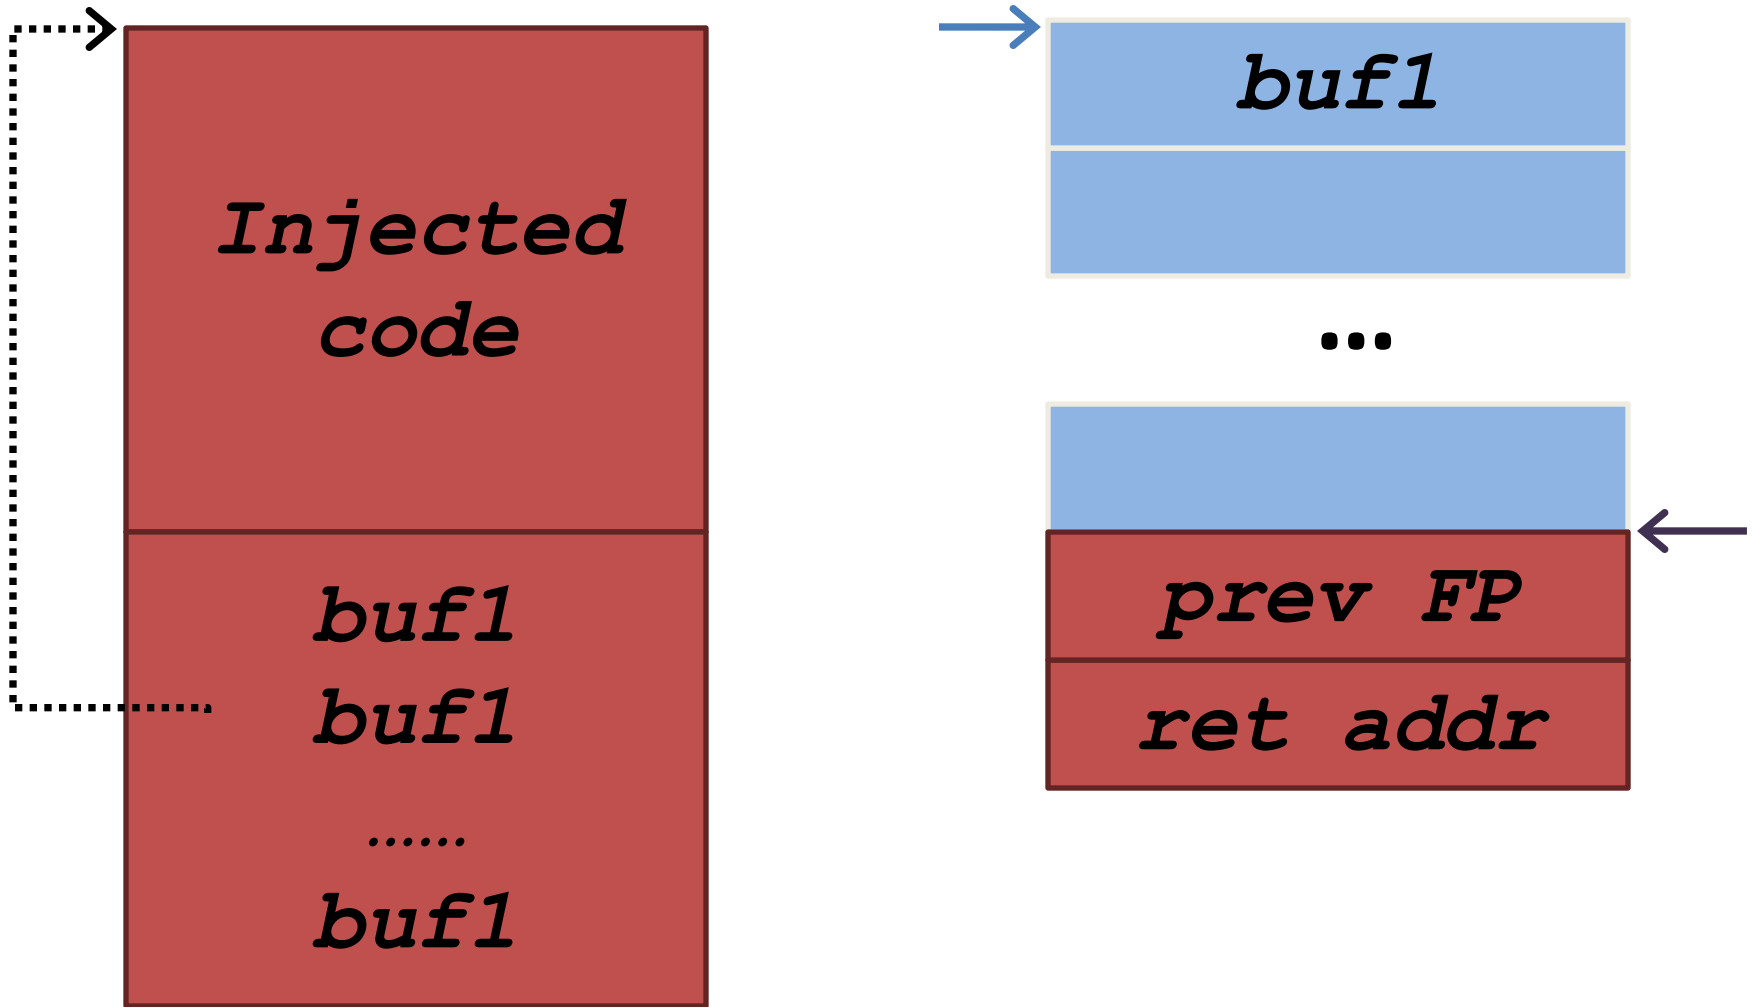 Injected
code
buf1
buf1
......
buf1
buf1
...
prev FP
ret addr